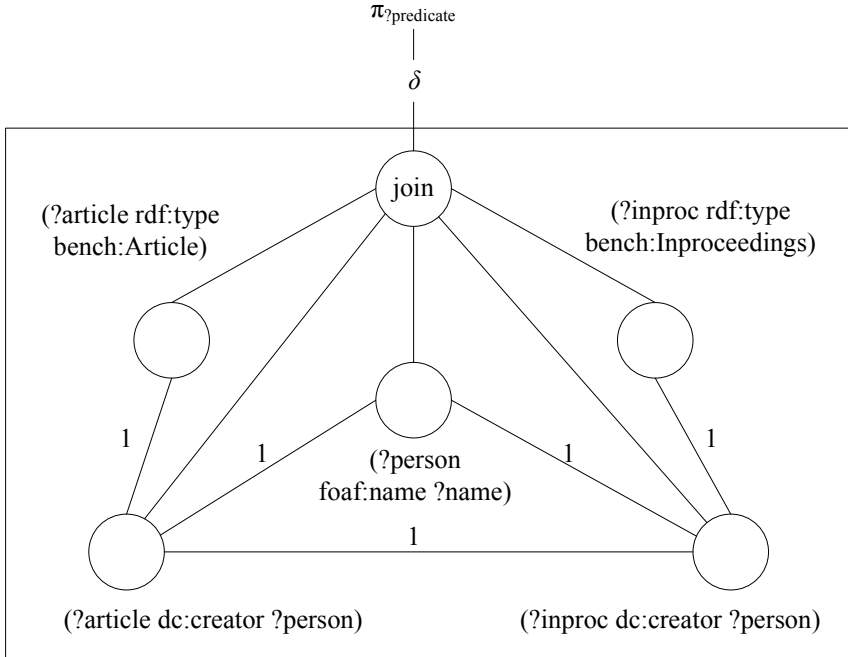 π?predicate
δ
join
(?article rdf:type
bench:Article)
(?inproc rdf:type
bench:Inproceedings)
1
1
(?person
foaf:name ?name)
1
1
1
(?article dc:creator ?person)
(?inproc dc:creator ?person)